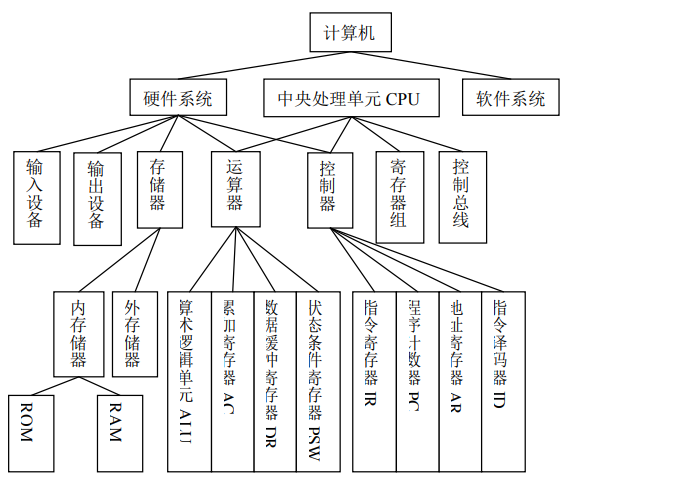 计算机
硬件系统
中央处理单元 CPU
软件系统
输入设备
输出设备
存储器
运算器
控制器
寄存器组
控制总线
内存储器
外存储器
算术逻辑单元 ALU
累加寄存器 AC
数据缓冲寄存器 DR
状态条件寄存器 PSW
指令寄存器 IR
程序计数器 PC
地址寄存器 AR
指令译码器 ID
ROM
RAM